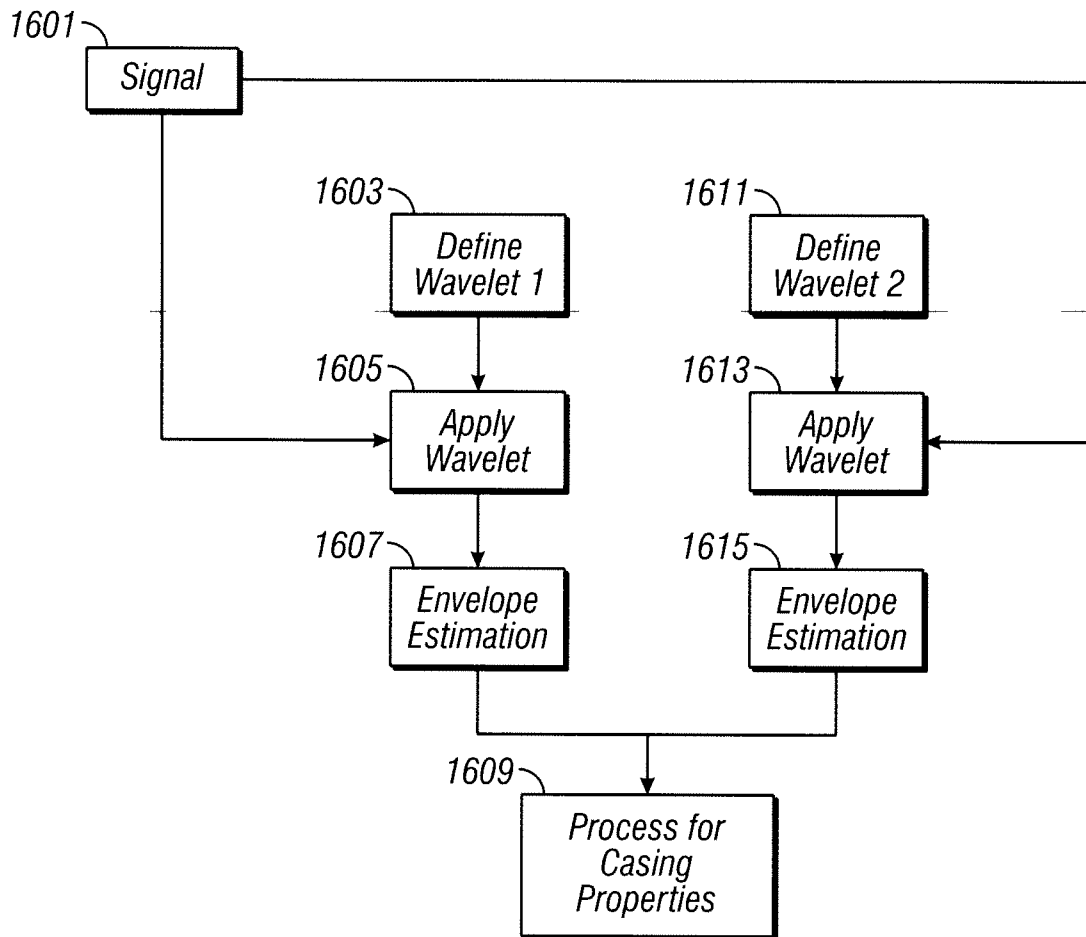 1601
Signal
1603
Define
Wavelet 1
1611
Define
Wavelet 2
1605
Apply
Wavelet
1613
Apply
Wavelet
1607
Envelope
Estimation
1615
Envelope
Estimation
1609
Process for
Casing
Properties